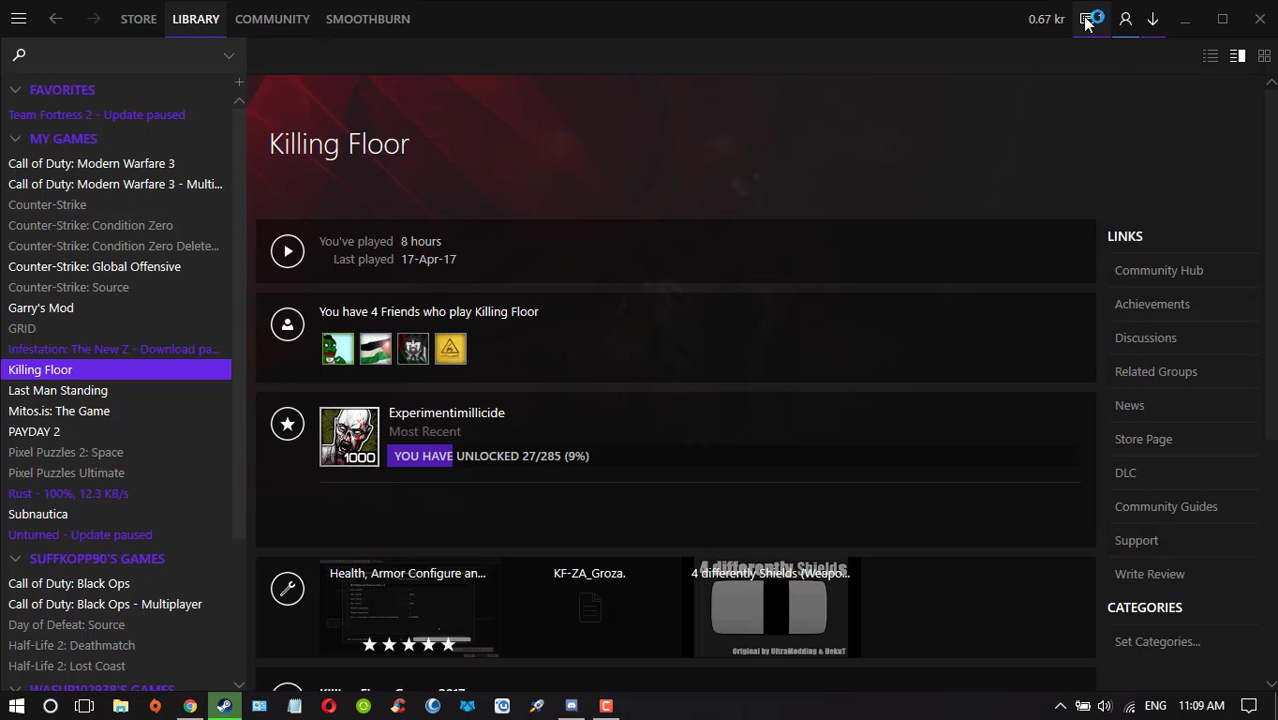 STORE LIBRARY COMMUNITY SMOOTHBURN 0.67 kr
FAVORITES
Team Fortress 2 - Update paused
MY GAMES
Call of Duty: Modern Warfare 3
Call of Duty: Modern Warfare 3 - Multi...
Counter-Strike
Counter-Strike: Condition Zero
Counter-Strike: Condition Zero Delete...
Counter-Strike: Global Offensive
Counter-Strike: Source
Garry's Mod
GRID
Infestation: The New Z - Download pa...
Killing Floor
Last Man Standing
Mitos.is: The Game
PAYDAY 2
Pixel Puzzles 2: Space
Pixel Puzzles Ultimate
Rust - 100%, 12.3 KB/s
Subnautica
Unturned - Update paused
SUFFKOPP90'S GAMES
Call of Duty: Black Ops
Call of Duty: Black Ops - Multiplayer
Day of Defeat: Source
Half-Life 2: Deathmatch
Half-Life 2: Lost Coast
WASUP102938'S GAMES
Killing Floor
You've played 8 hours
Last played 17-Apr-17
You have 4 Friends who play Killing Floor
Experimentimillicide
Most Recent
1000
YOU HAVE UNLOCKED 27/285 (9%)
Health, Armor Configure an...
KF-ZA_Groza.
4 differently Shields (Weapo...
4 differently Shields
Original by UltraModding & HekuT
LINKS
Community Hub
Achievements
Discussions
Related Groups
News
Store Page
DLC
Community Guides
Support
Write Review
CATEGORIES
Set Categories...
ENG 11:09 AM